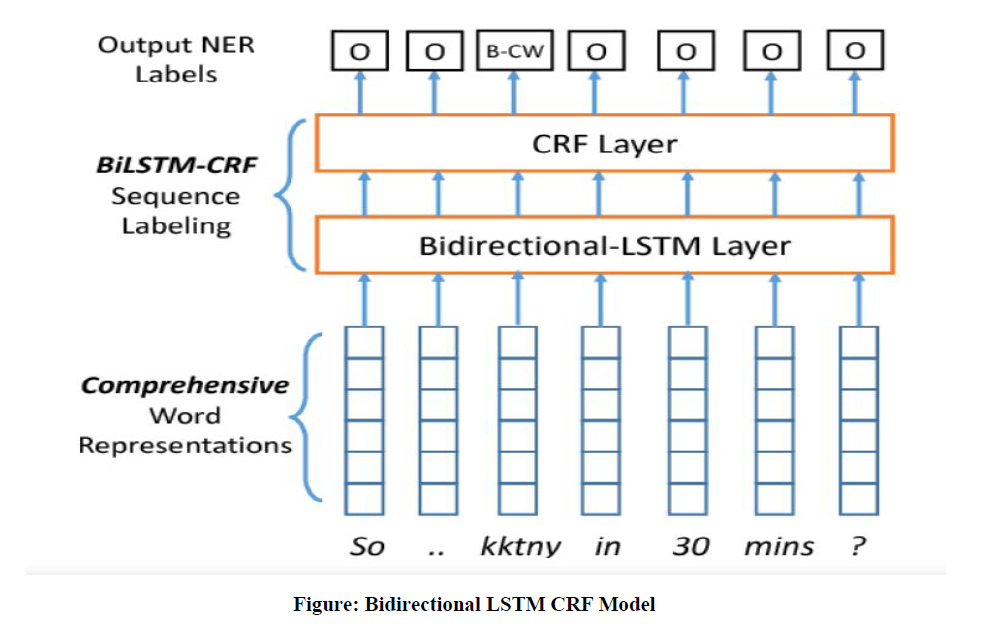 Output NER
Labels
O O B-CW O O O O
CRF Layer
BiLSTM-CRF
Sequence
Labeling
Bidirectional-LSTM Layer
Comprehensive
Word
Representations
So .. kktny in 30 mins ?
Figure: Bidirectional LSTM CRF Model